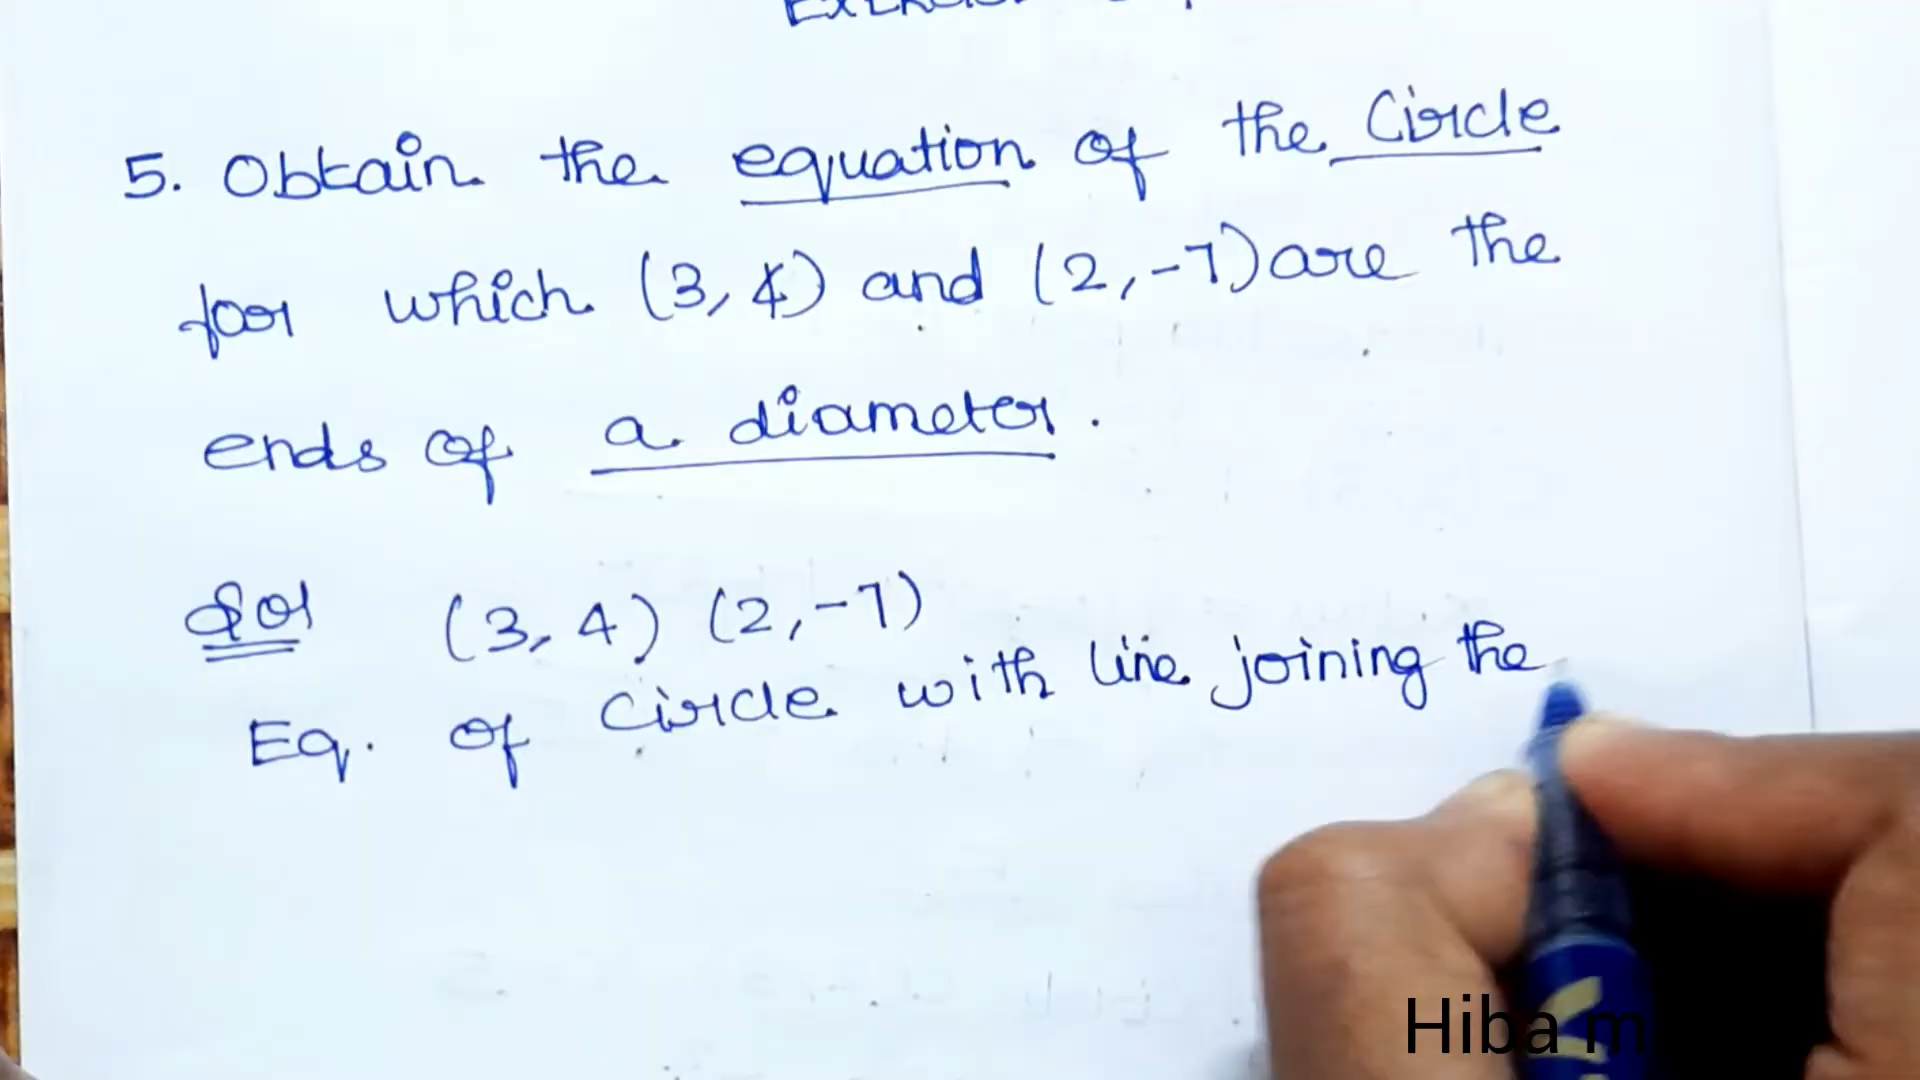 5. Obtain the equation of the Circle
for which (3, 4) and (2, -7) are the
ends of a diameter.
Sol (3, 4) (2, -7)
Eq. of Circle with line joining the
Hiba m